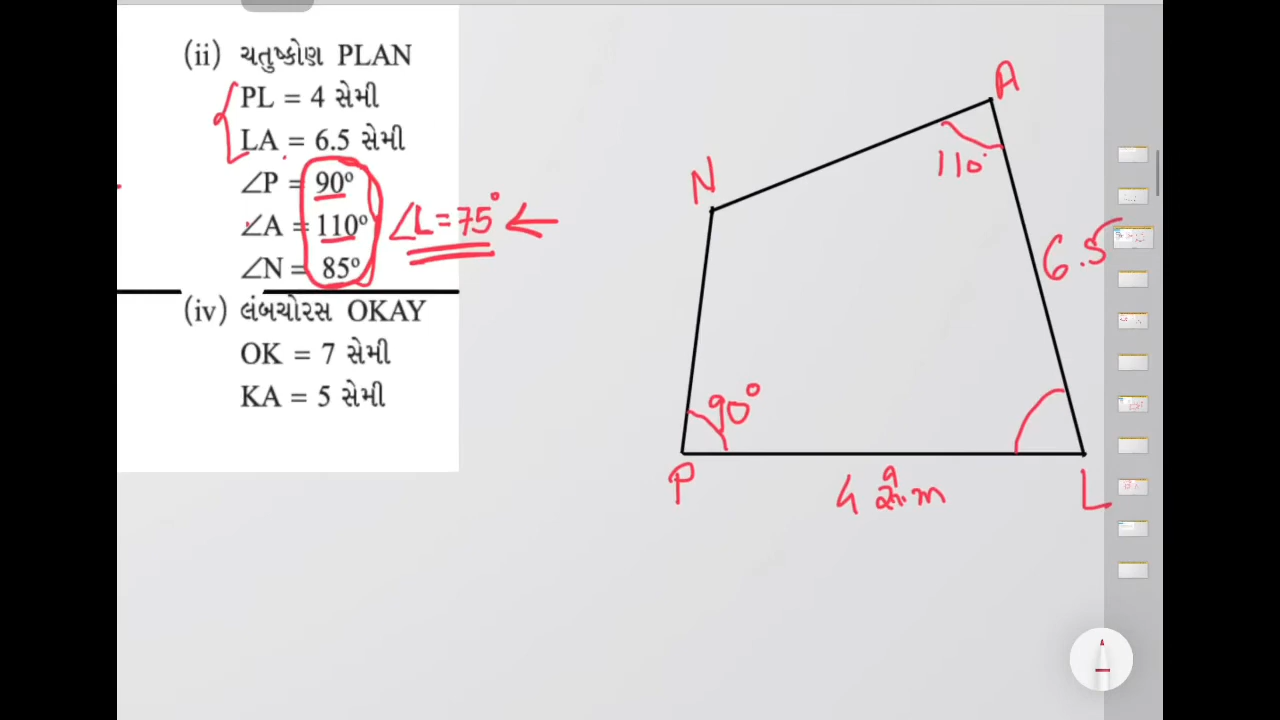 (ii) ચતુષ્કોણ PLAN
PL = 4 સેમી
LA = 6.5 સેમી
∠P = 90°
∠A = 110°
∠L = 75°
∠N = 85°
(iv) લંબચોરસ OKAY
OK = 7 સેમી
KA = 5 સેમી
A
110°
N
6.5
90°
P
4 સે.મી
L